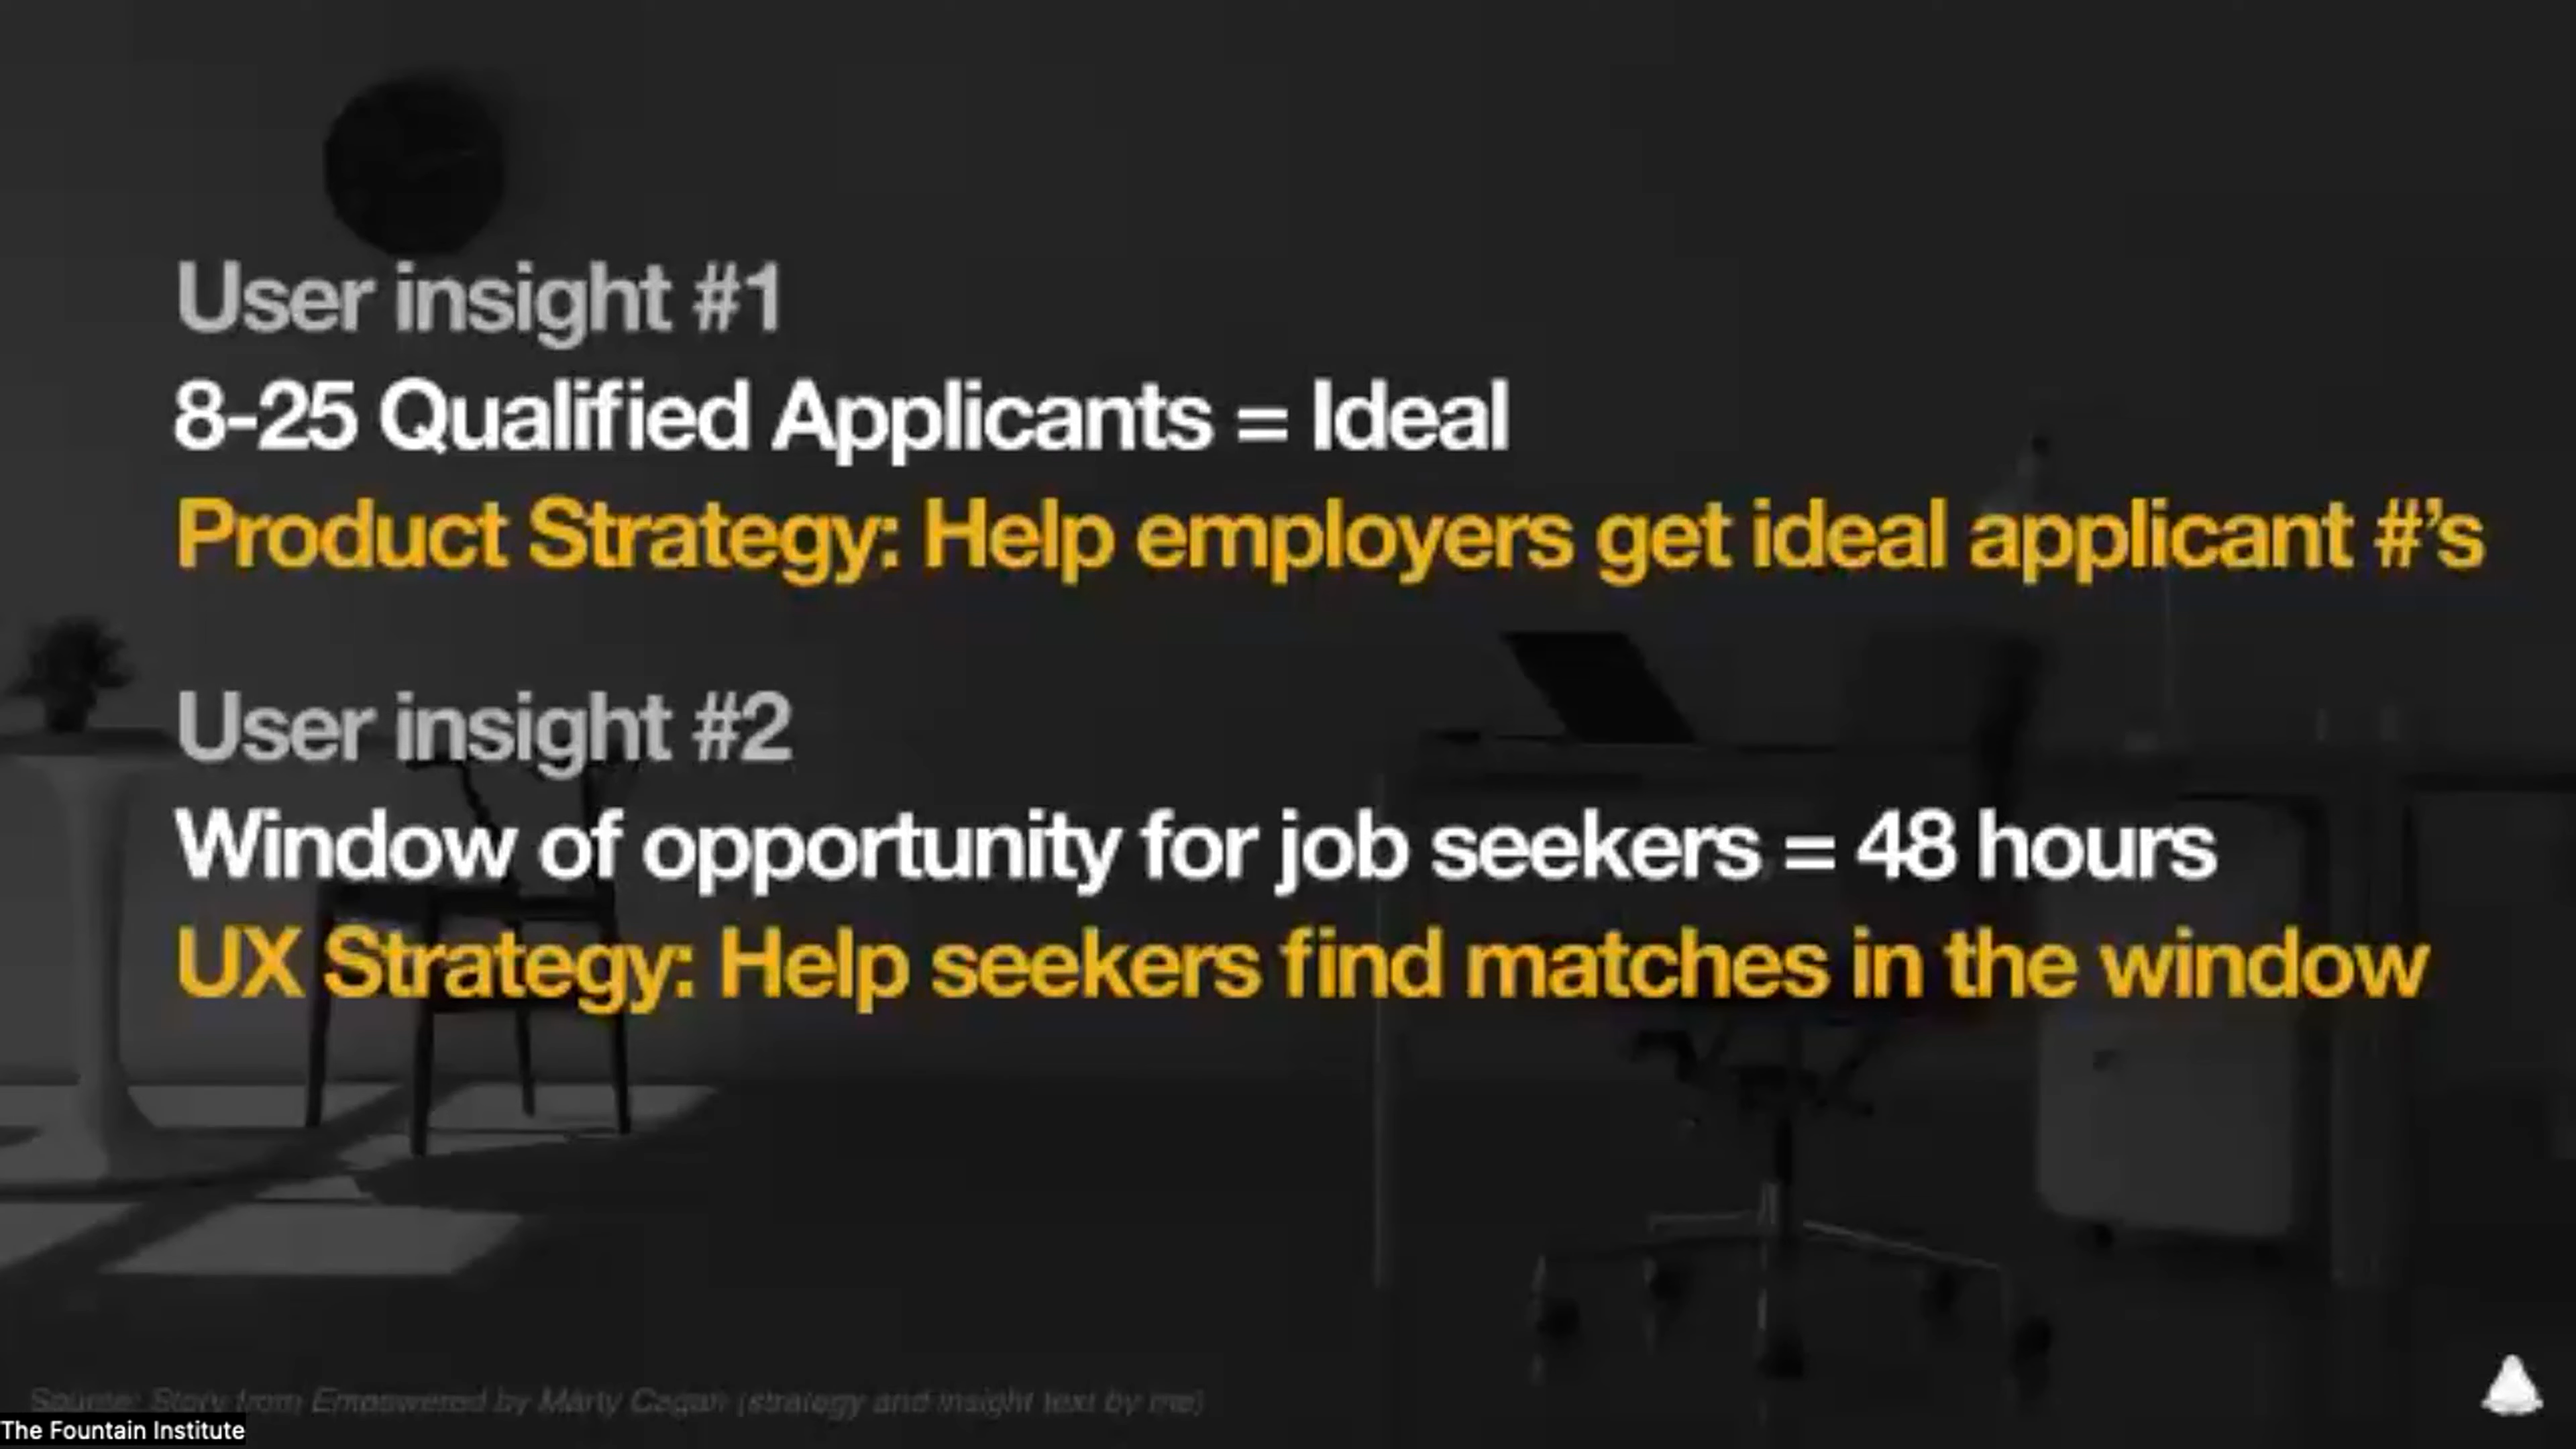 User insight #1
8-25 Qualified Applicants = Ideal
Product Strategy: Help employers get ideal applicant #’s
User insight #2
Window of opportunity for job seekers = 48 hours
UX Strategy: Help seekers find matches in the window
Source: Story from Empowered by Marty Cagan (strategy and insight text by me)
The Fountain Institute